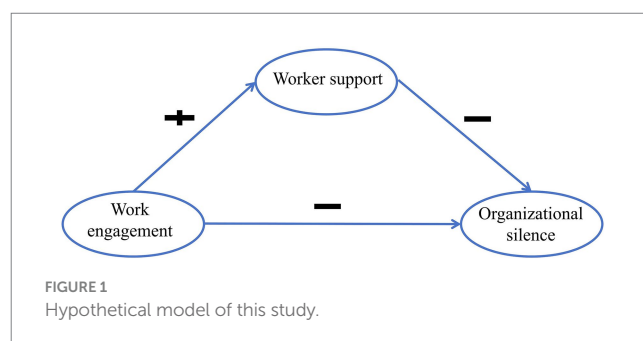 Worker support
+
−
Work
engagement
−
Organizational
silence
FIGURE 1
Hypothetical model of this study.